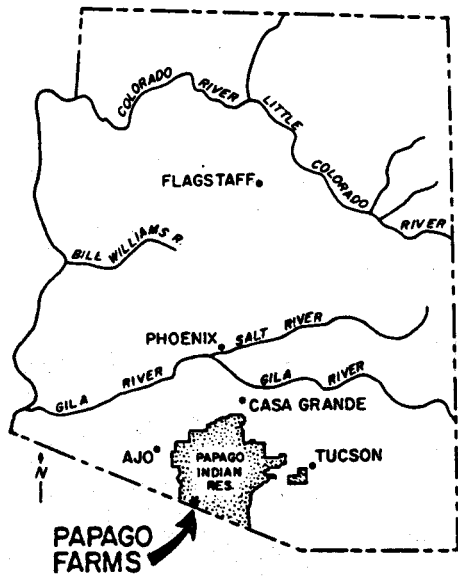 COLORADO RIVER
LITTLE COLORADO RIVER
FLAGSTAFF
BILL WILLIAMS R.
PHOENIX
SALT RIVER
GILA RIVER
GILA RIVER
CASA GRANDE
AJO
PAPAGO
INDIAN
RES.
TUCSON
N
PAPAGO
FARMS